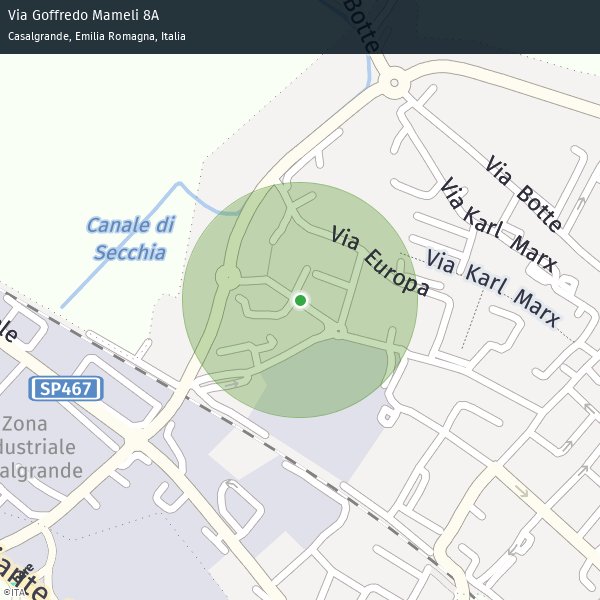 Via Goffredo Mameli 8A
Casalgrande, Emilia Romagna, Italia
Botte
Via Botte
Via Karl Marx
Via Europa
Via Karl Marx
Canale di
Secchia
SP467
Zona
dustriale
algrande
ante
©ITA